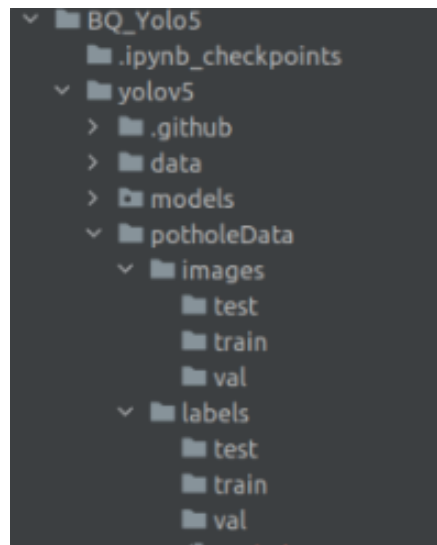 BQ_Yolo5
.ipynb_checkpoints
yolov5
.github
data
models
potholeData
images
test
train
val
labels
test
train
val